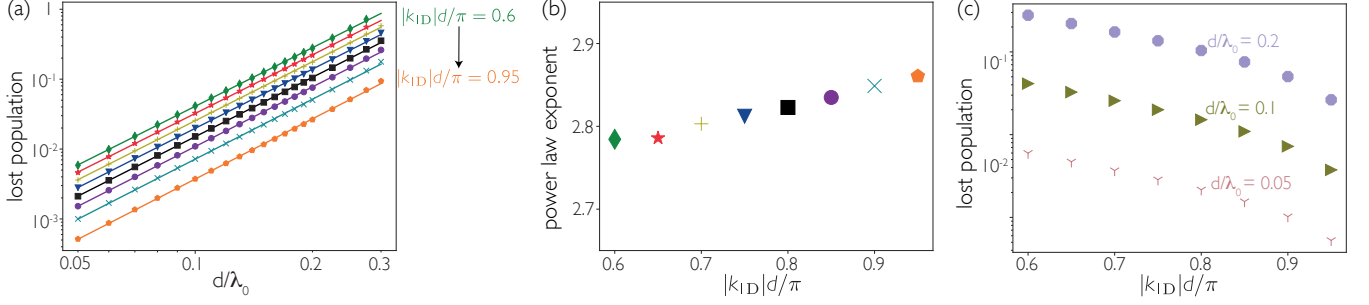 (a)
lost population
1
10⁻¹
10⁻²
10⁻³
0.05
0.1
0.2
0.3
d/λ₀
|k₁D|d/π = 0.6
|k₁D|d/π = 0.95
(b)
power law exponent
2.9
2.8
2.7
2.6
0.6
0.7
0.8
0.9
|k₁D|d/π
(c)
lost population
10⁻¹
10⁻²
d/λ₀ = 0.2
d/λ₀ = 0.1
d/λ₀ = 0.05
0.6
0.7
0.8
0.9
|k₁D|d/π